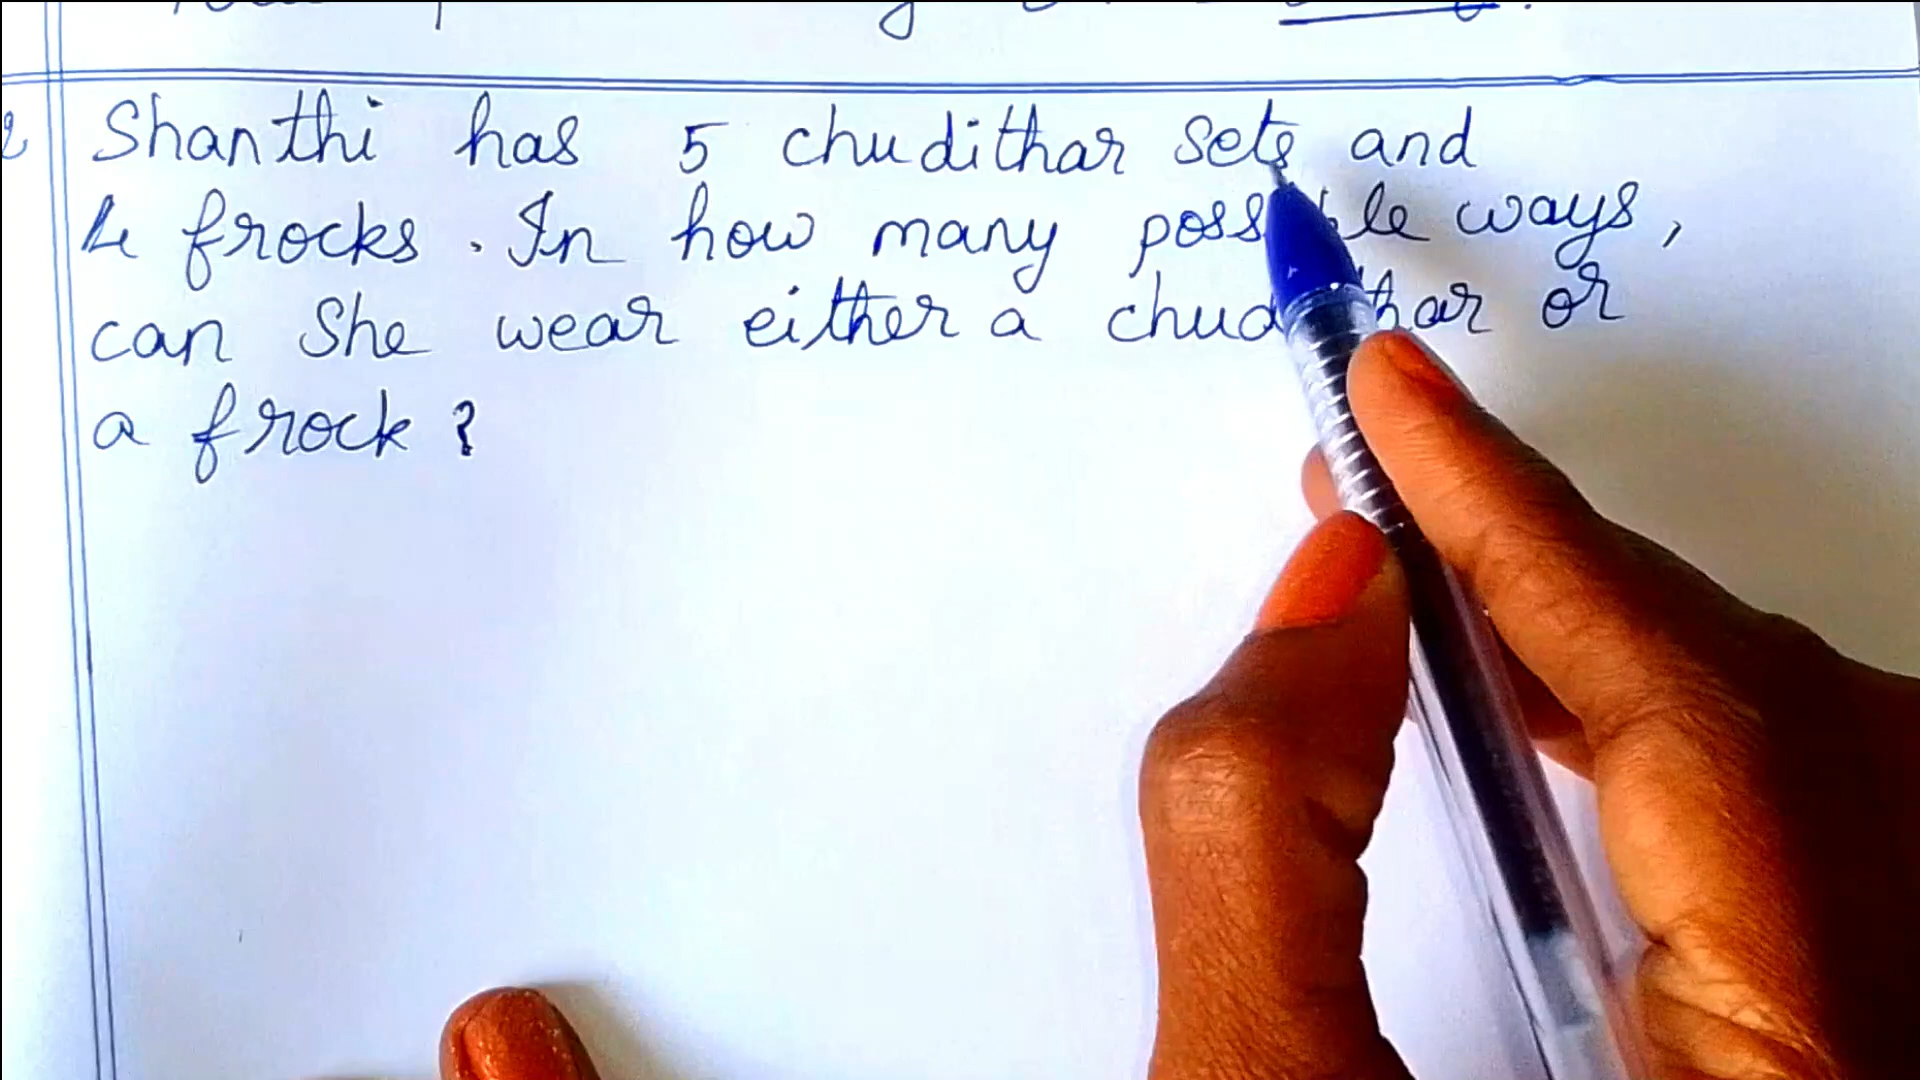 Shanthi has 5 chudithar sets and
4 frocks. In how many possible ways,
can She wear either a chudithar or
a frock?